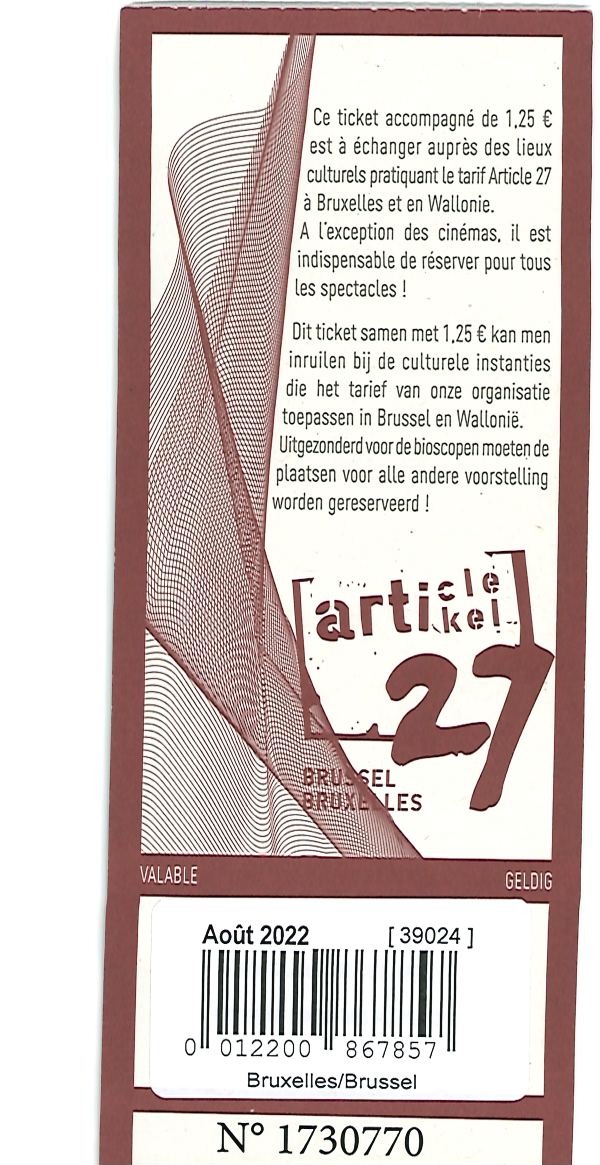 Ce ticket accompagné de 1,25 €
est à échanger auprès des lieux
culturels pratiquant le tarif Article 27
à Bruxelles et en Wallonie.
A l'exception des cinémas, il est
indispensable de réserver pour tous
les spectacles !
Dit ticket samen met 1,25 € kan men
inruilen bij de culturele instanties
die het tarief van onze organisatie
toepassen in Brussel en Wallonië.
Uitgezonderd voor de bioscopen moeten de
plaatsen voor alle andere voorstelling
worden gereserveerd !
[article
kel]
27
BRUSSEL
BRUXELLES
VALABLE GELDIG
Août 2022 [ 39024 ]
0 012200 867857
Bruxelles/Brussel
N° 1730770